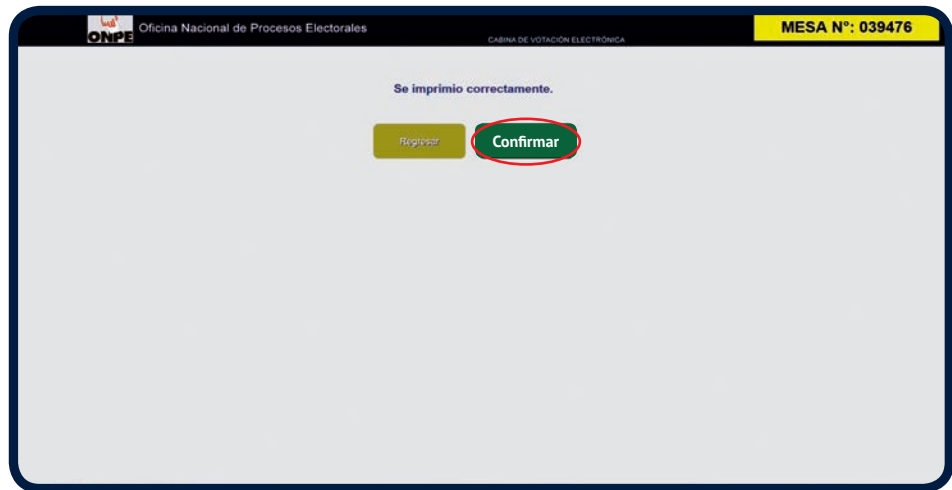 ONPE
Oficina Nacional de Procesos Electorales
CABINA DE VOTACIÓN ELECTRÓNICA
MESA N°: 039476
Se imprimio correctamente.
Regresar
Confirmar